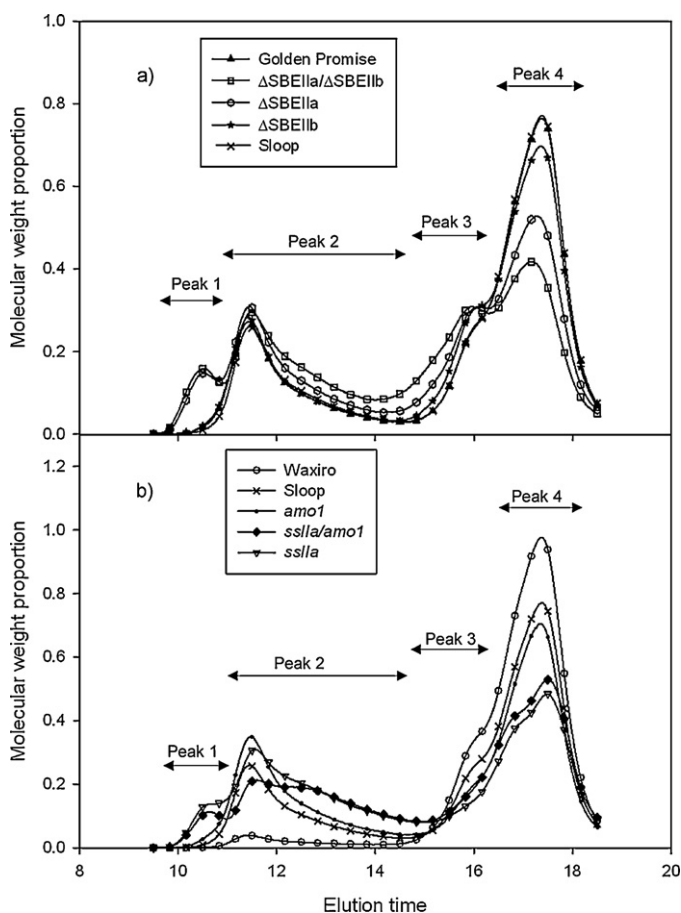 1.0
0.8
0.6
0.4
0.2
0.0
Molecular weight proportion
a)
Golden Promise
ΔSBEIIa/ΔSBEIIb
ΔSBEIIa
ΔSBEIIb
Sloop
Peak 1
Peak 2
Peak 3
Peak 4
1.2
1.0
0.8
0.6
0.4
0.2
0.0
Molecular weight proportion
b)
Waxiro
Sloop
amo1
ssIIa/amo1
ssIIa
Peak 1
Peak 2
Peak 3
Peak 4
8 10 12 14 16 18 20
Elution time